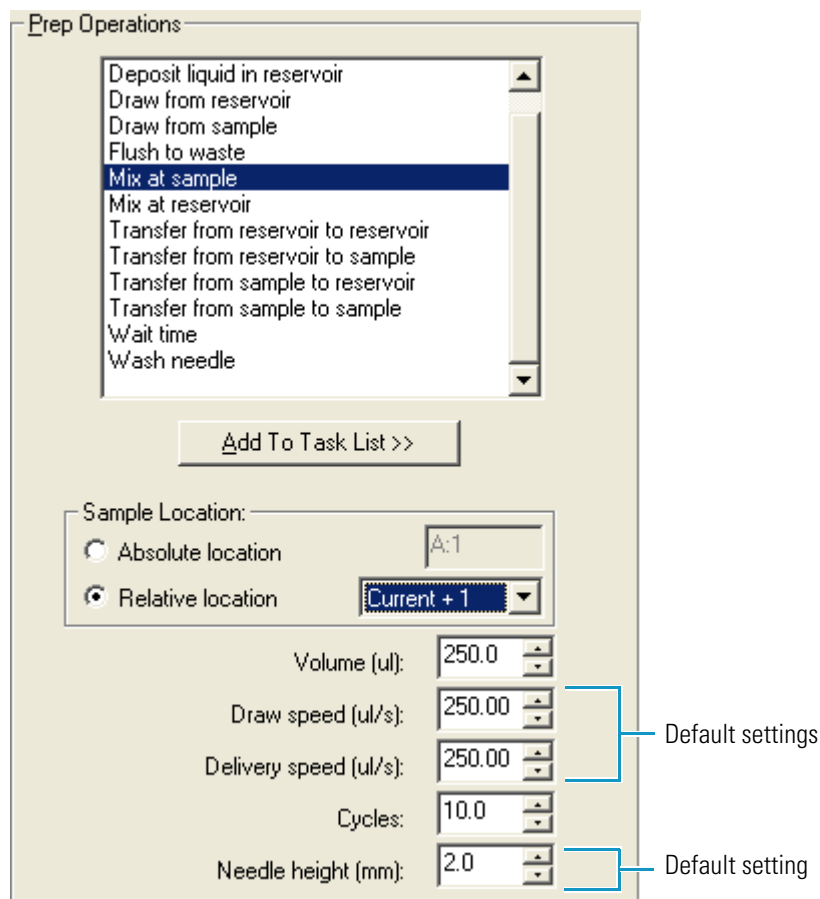 Prep Operations
Deposit liquid in reservoir
Draw from reservoir
Draw from sample
Flush to waste
Mix at sample
Mix at reservoir
Transfer from reservoir to reservoir
Transfer from reservoir to sample
Transfer from sample to reservoir
Transfer from sample to sample
Wait time
Wash needle
Add To Task List >>
Sample Location:
Absolute location A:1
Relative location Current + 1
Volume (ul): 250.0
Draw speed (ul/s): 250.00
Default settings
Delivery speed (ul/s): 250.00
Cycles: 10.0
Needle height (mm): 2.0 Default setting